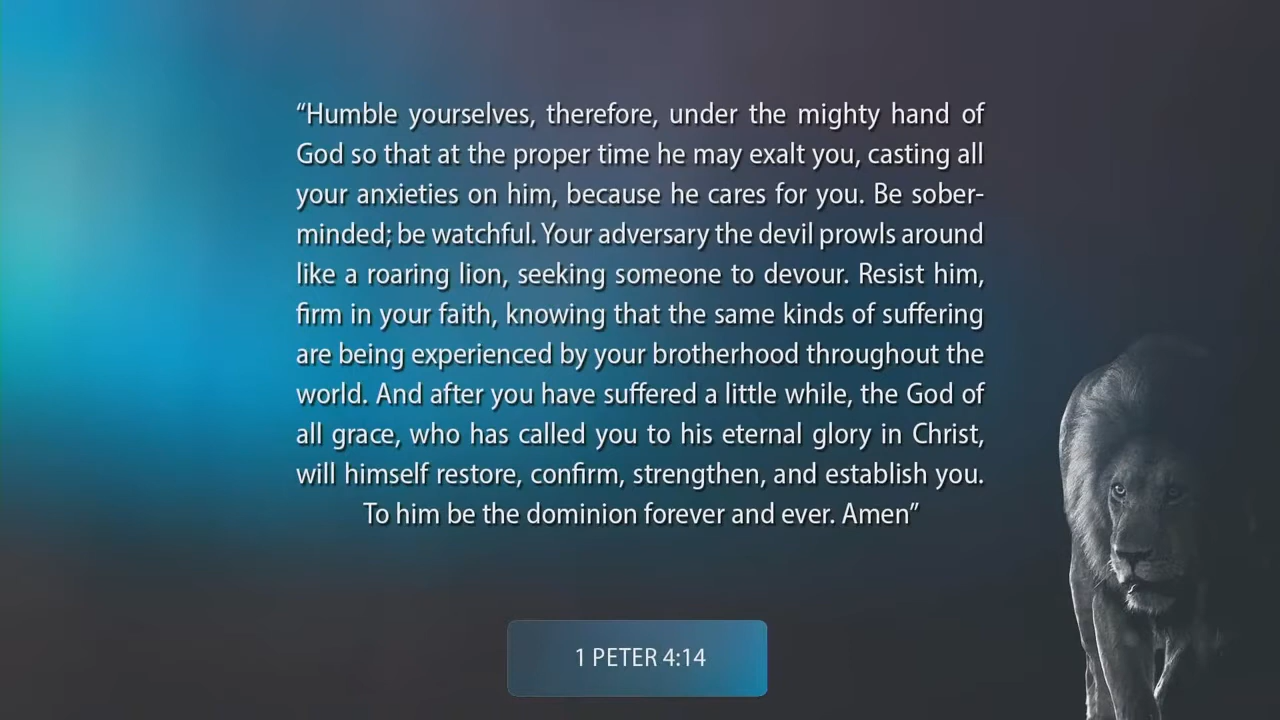 “Humble yourselves, therefore, under the mighty hand of
God so that at the proper time he may exalt you, casting all
your anxieties on him, because he cares for you. Be sober-
minded; be watchful. Your adversary the devil prowls around
like a roaring lion, seeking someone to devour. Resist him,
firm in your faith, knowing that the same kinds of suffering
are being experienced by your brotherhood throughout the
world. And after you have suffered a little while, the God of
all grace, who has called you to his eternal glory in Christ,
will himself restore, confirm, strengthen, and establish you.
To him be the dominion forever and ever. Amen”
1 PETER 4:14